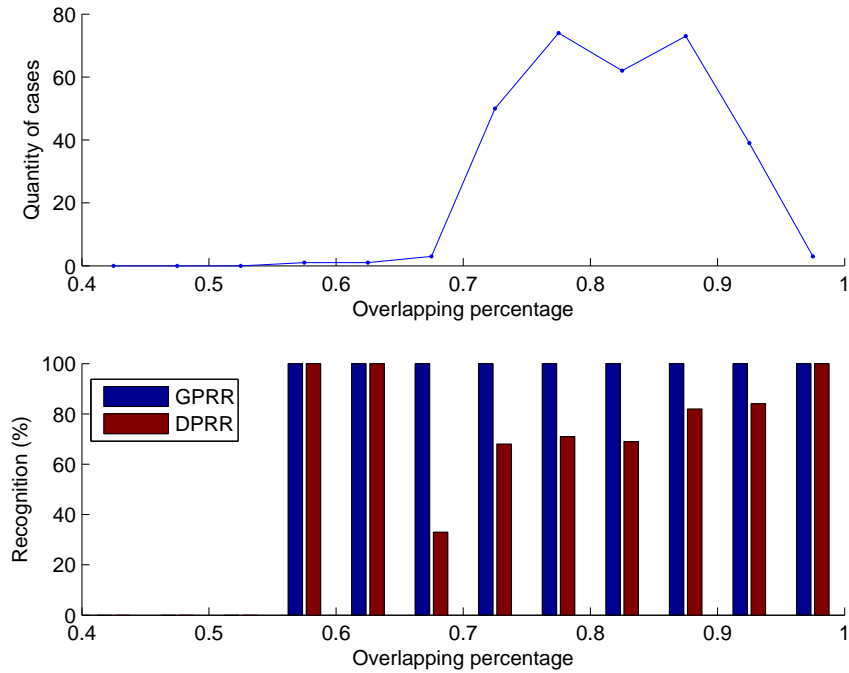 80
60
40
20
0
Quantity of cases
0.4 0.5 0.6 0.7 0.8 0.9 1
Overlapping percentage
100
80
60
40
20
0
Recognition (%)
GPRR
DPRR
0.4 0.5 0.6 0.7 0.8 0.9 1
Overlapping percentage